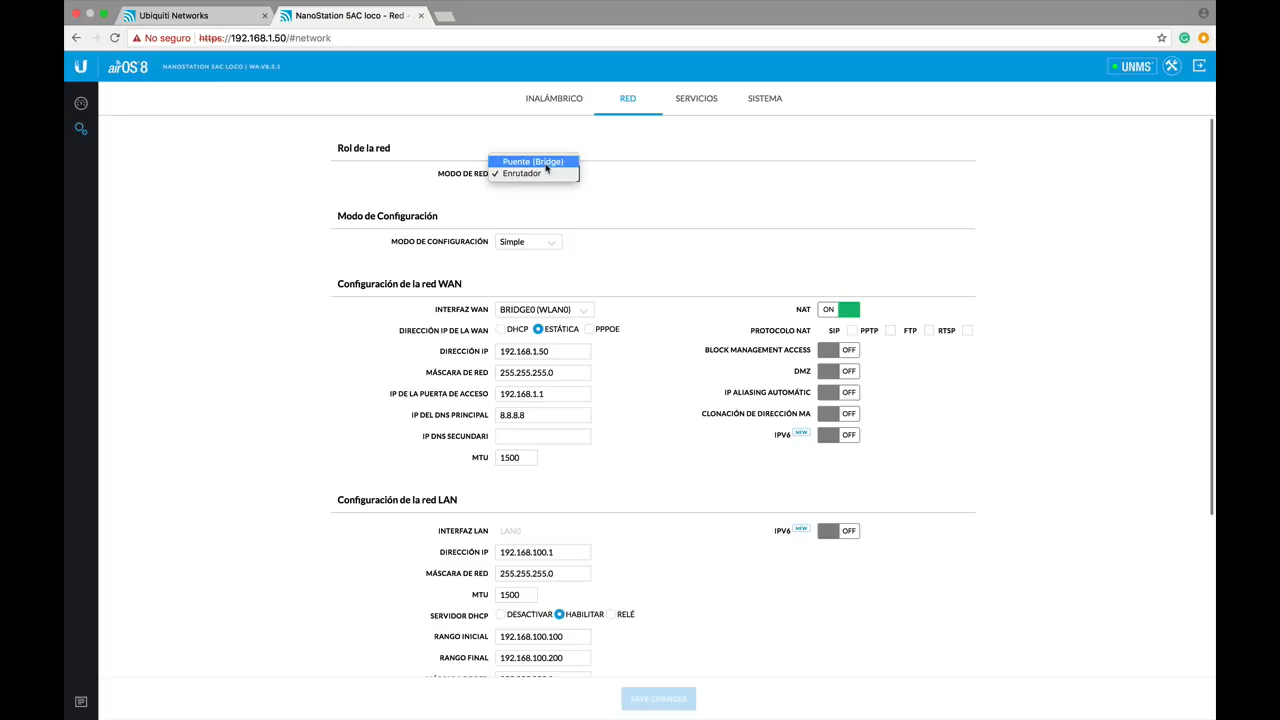 Ubiquiti Networks
NanoStation 5AC loco - Red -
No seguro
https://192.168.1.50/#network
U
airOS 8
NANOSTATION 5AC LOCO | WA.V8.5.1
UNMS
INALÁMBRICO
RED
SERVICIOS
SISTEMA
Rol de la red
Puente (Bridge)
MODO DE RED
✓ Enrutador
Modo de Configuración
MODO DE CONFIGURACIÓN
Simple
Configuración de la red WAN
INTERFAZ WAN
BRIDGE0 (WLAN0)
NAT
ON
DIRECCIÓN IP DE LA WAN
DHCP
ESTÁTICA
PPPOE
PROTOCOLO NAT
SIP
PPTP
FTP
RTSP
DIRECCIÓN IP
192.168.1.50
BLOCK MANAGEMENT ACCESS
OFF
MÁSCARA DE RED
255.255.255.0
DMZ
OFF
IP DE LA PUERTA DE ACCESO
192.168.1.1
IP ALIASING AUTOMÁTIC
OFF
IP DEL DNS PRINCIPAL
8.8.8.8
CLONACIÓN DE DIRECCIÓN MA
OFF
IP DNS SECUNDARI
IPV6 NEW
OFF
MTU
1500
Configuración de la red LAN
INTERFAZ LAN
LAN0
IPV6 NEW
OFF
DIRECCIÓN IP
192.168.100.1
MÁSCARA DE RED
255.255.255.0
MTU
1500
SERVIDOR DHCP
DESACTIVAR
HABILITAR
RELÉ
RANGO INICIAL
192.168.100.100
RANGO FINAL
192.168.100.200
SAVE CHANGES